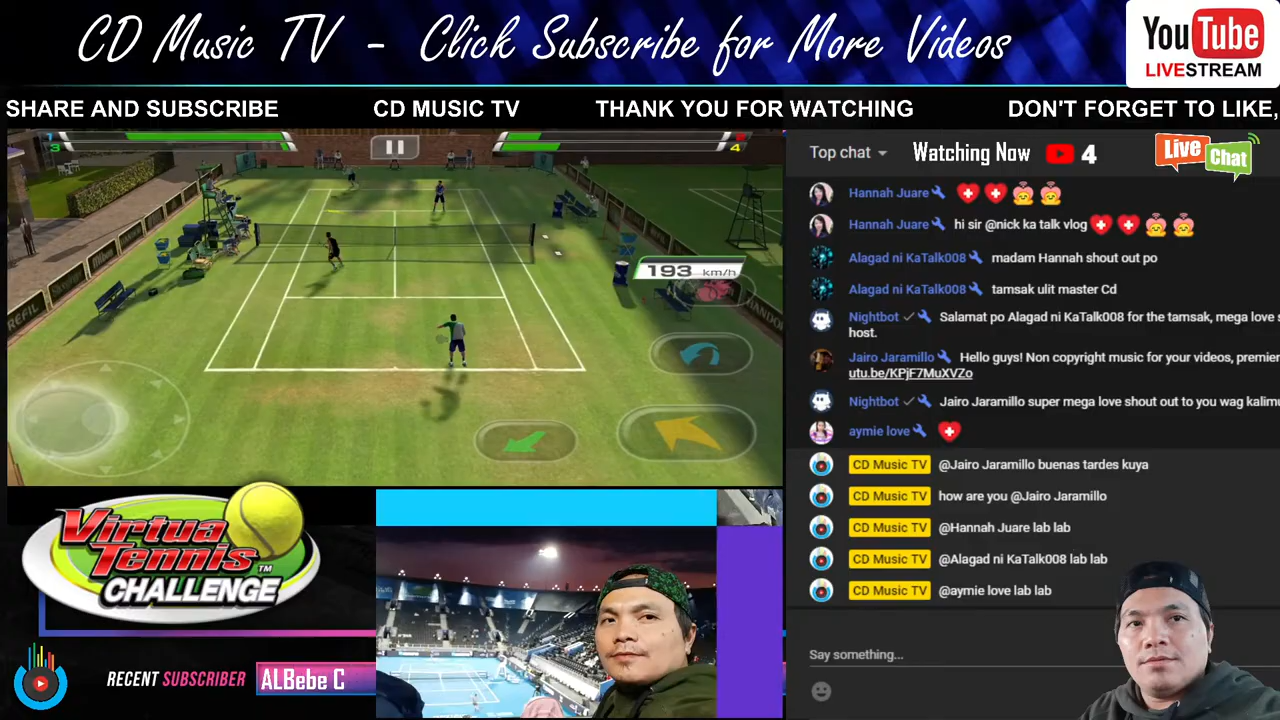 CD Music TV - Click Subscribe for More Videos
YouTube
LIVESTREAM
SHARE AND SUBSCRIBE CD MUSIC TV THANK YOU FOR WATCHING DON'T FORGET TO LIKE,
3
4
193 km/h
REFIL
Top chat
Watching Now 4
Live Chat
Hannah Juare
Hannah Juare hi sir @nick ka talk vlog
Alagad ni KaTalk008 madam Hannah shout out po
Alagad ni KaTalk008 tamsak ulit master Cd
Nightbot Salamat po Alagad ni KaTalk008 for the tamsak, mega love s
host.
Jairo Jaramillo Hello guys! Non copyright music for your videos, premier
utu.be/KPjF7MuXVZo
Nightbot Jairo Jaramillo super mega love shout out to you wag kalimu
aymie love
CD Music TV @Jairo Jaramillo buenas tardes kuya
CD Music TV how are you @Jairo Jaramillo
CD Music TV @Hannah Juare lab lab
CD Music TV @Alagad ni KaTalk008 lab lab
CD Music TV @aymie love lab lab
Say something...
Virtua
Tennis™
CHALLENGE
RECENT SUBSCRIBER ALBebe C